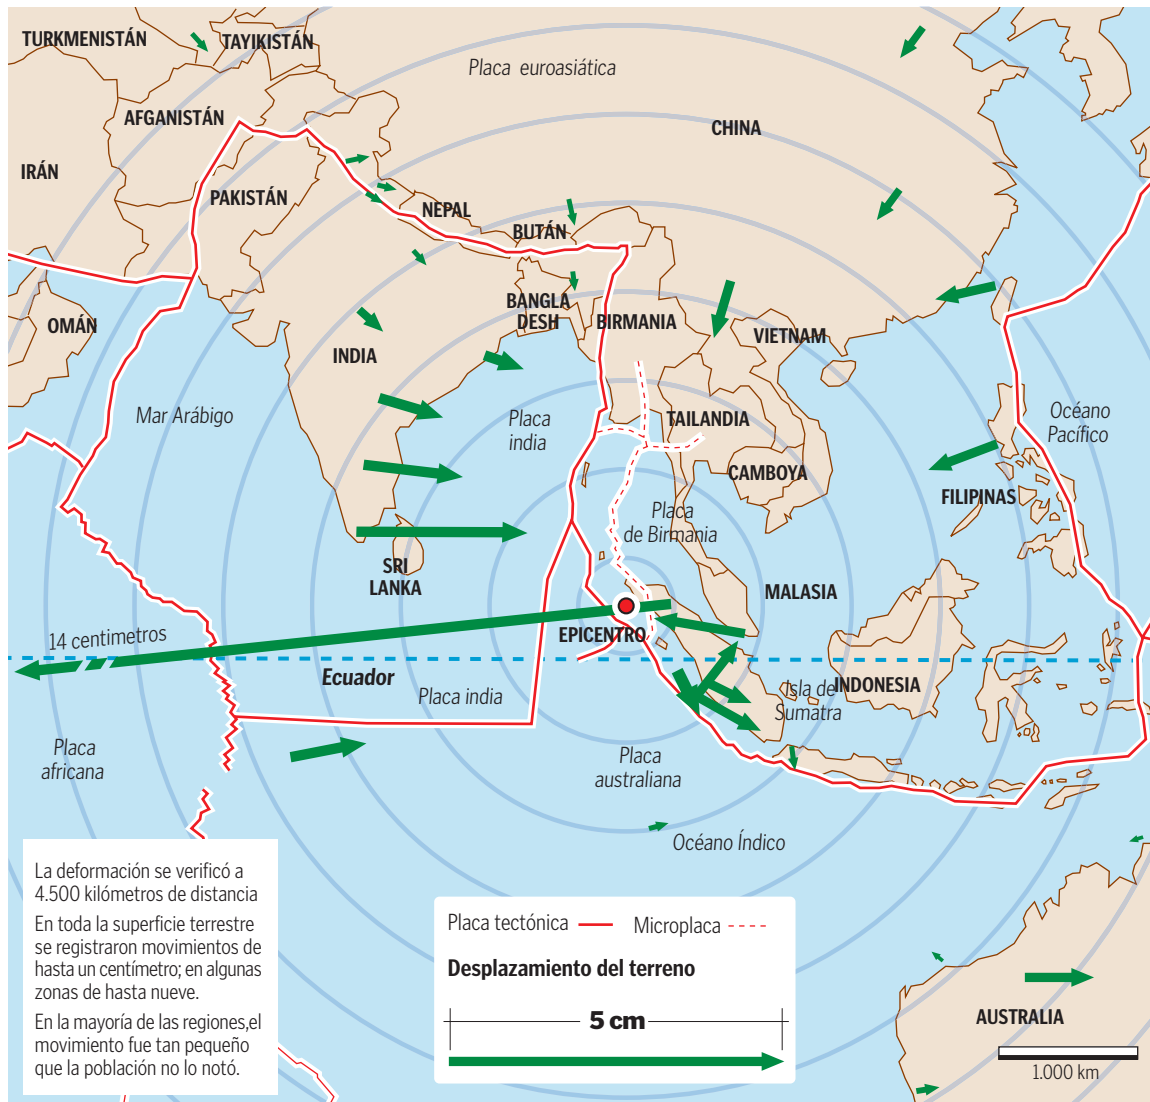 TURKMENISTÁN
TAYIKISTÁN
Placa euroasiática
AFGANISTÁN
CHINA
IRÁN
PAKISTÁN
NEPAL
BUTÁN
BANGLA
DESH
BIRMANIA
OMÁN
INDIA
VIETNAM
Mar Arábigo
Placa
india
TAILANDIA
Océano
Pacífico
CAMBOYA
FILIPINAS
Placa
de Birmania
SRI
LANKA
MALASIA
EPICENTRO
14 centimetros
Ecuador
Placa india
Isla de
Sumatra
INDONESIA
Placa
africana
Placa
australiana
Océano Índico
La deformación se verificó a
4.500 kilómetros de distancia
En toda la superficie terrestre
se registraron movimientos de
hasta un centímetro; en algunas
zonas de hasta nueve.
En la mayoría de las regiones,el
movimiento fue tan pequeño
que la población no lo notó.
Placa tectónica
Microplaca
Desplazamiento del terreno
5 cm
AUSTRALIA
1.000 km